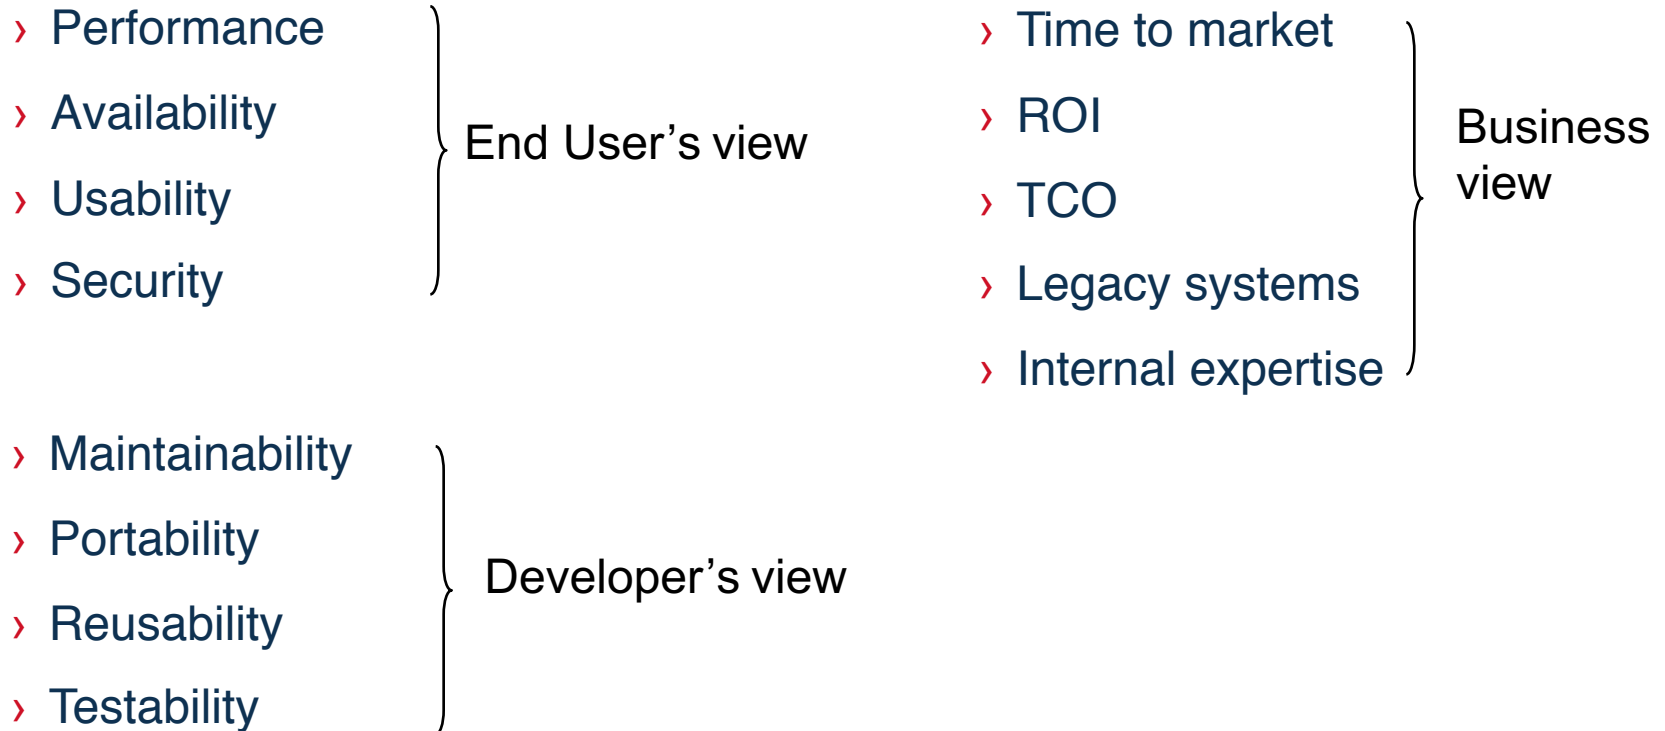 › Performance
› Availability
› Usability
› Security
End User’s view
› Maintainability
› Portability
› Reusability
› Testability
Developer’s view
› Time to market
› ROI
› TCO
› Legacy systems
› Internal expertise
Business
view